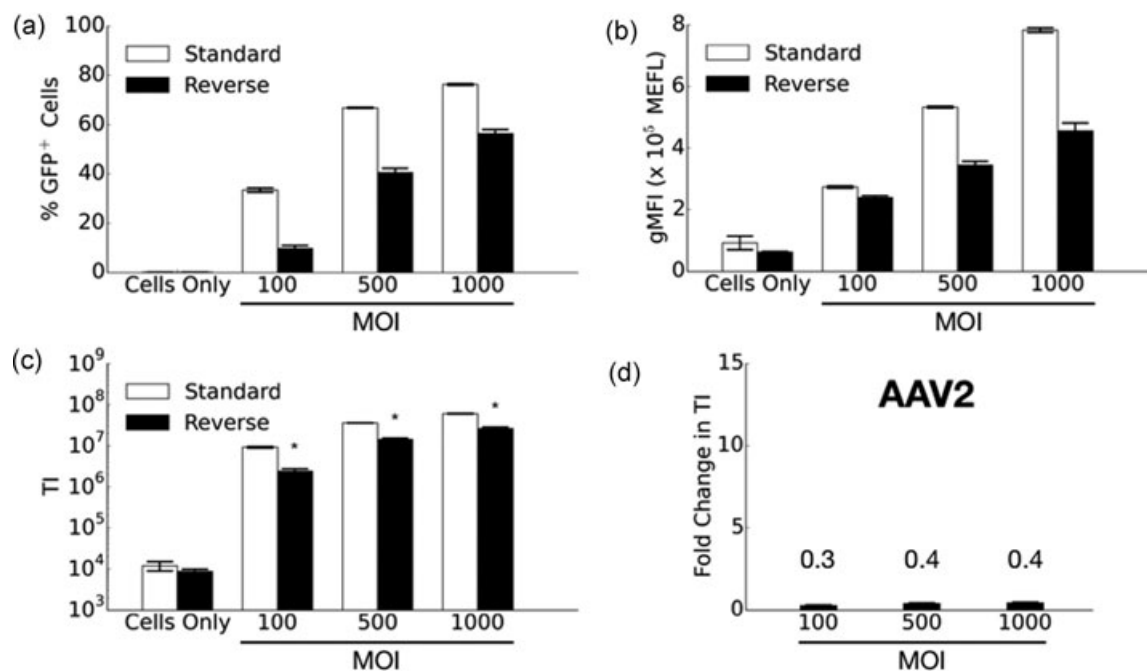 (a)
100
80
60
40
20
0
% GFP⁺ Cells
Standard
Reverse
Cells Only
100 500 1000
MOI
(b)
8
6
4
2
0
gMFI (x 10⁵ MEFL)
Standard
Reverse
Cells Only
100 500 1000
MOI
(c)
10⁹
10⁸
10⁷
10⁶
10⁵
10⁴
10³
TI
Standard
Reverse
* * *
Cells Only
100 500 1000
MOI
(d)
15
10
5
0
Fold Change in TI
AAV2
0.3 0.4 0.4
100 500 1000
MOI